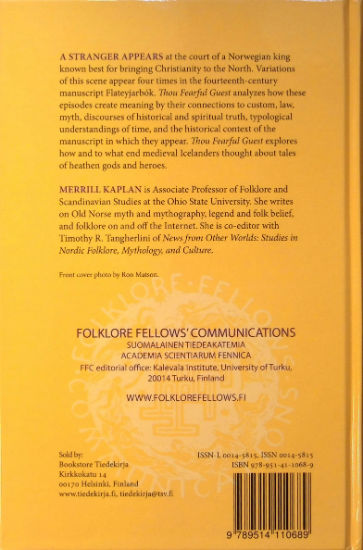 A STRANGER APPEARS at the court of a Norwegian king
known best for bringing Christianity to the North. Variations
of this scene appear four times in the fourteenth-century
manuscript Flateyjarbók. Thou Fearful Guest analyzes how these
episodes create meaning by their connections to custom, law,
myth, discourses of historical and spiritual truth, typological
understandings of time, and the historical context of the
manuscript in which they appear. Thou Fearful Guest explores
how and to what end medieval Icelanders thought about tales
of heathen gods and heroes.
MERRILL KAPLAN is Associate Professor of Folklore and
Scandinavian Studies at the Ohio State University. She writes
on Old Norse myth and mythography, legend and folk belief,
and folklore on and off the Internet. She is co-editor with
Timothy R. Tangherlini of News from Other Worlds: Studies in
Nordic Folklore, Mythology, and Culture.
Front cover photo by Ron Matson.
FOLKLORE FELLOWS' COMMUNICATIONS
SUOMALAINEN TIEDEAKATEMIA
ACADEMIA SCIENTIARUM FENNICA
FFC editorial office: Kalevala Institute, University of Turku,
20014 Turku, Finland
WWW.FOLKLOREFELLOWS.FI
Sold by:
Bookstore Tiedekirja
Kirkkokatu 14
00170 Helsinki, Finland
www.tiedekirja.fi, tiedekirja@tsv.fi
ISSN-L 0014-5815, ISSN 0014-5815
ISBN 978-951-41-1068-9
9 789514 110689